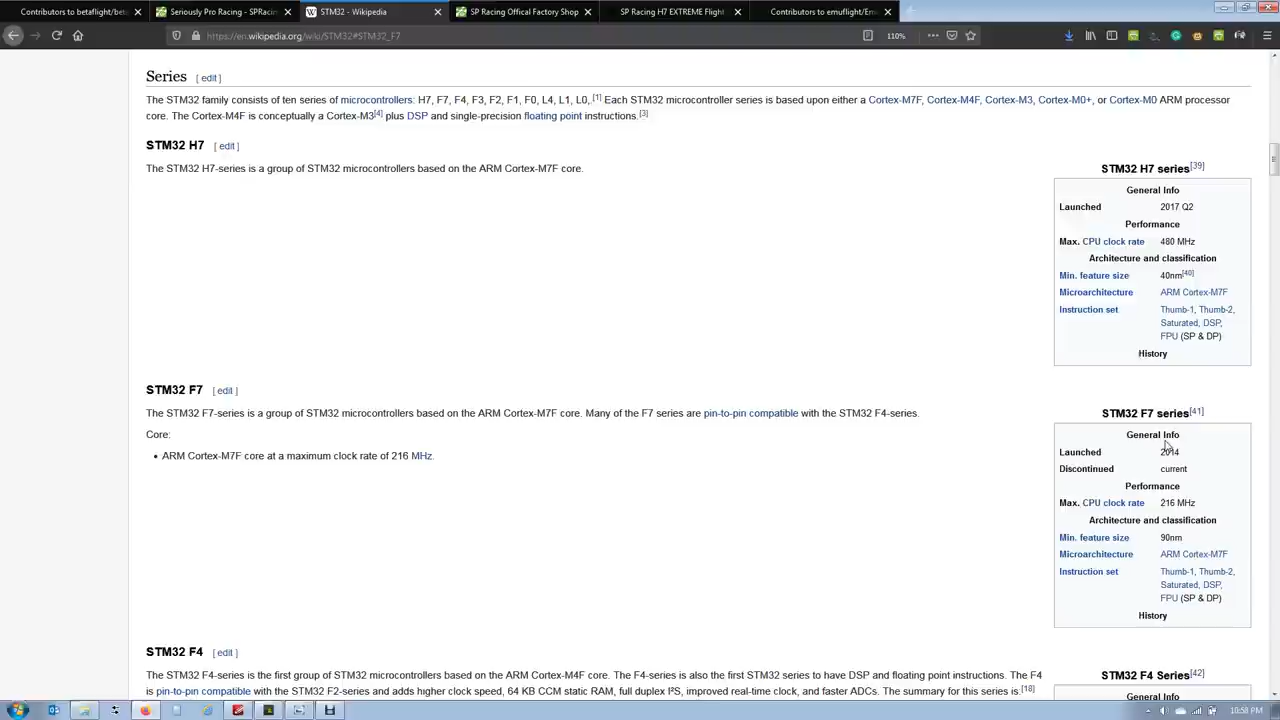 Contributors to betaflight/betaf
Seriously Pro Racing - SPRacin
STM32 - Wikipedia
SP Racing Offical Factory Shop
SP Racing H7 EXTREME Flight
Contributors to emuflight/Emu
https://en.wikipedia.org/wiki/STM32#STM32_F7
110%
Series [ edit ]
The STM32 family consists of ten series of microcontrollers: H7, F7, F4, F3, F2, F1, F0, L4, L1, L0,.[1] Each STM32 microcontroller series is based upon either a Cortex-M7F, Cortex-M4F, Cortex-M3, Cortex-M0+, or Cortex-M0 ARM processor
core. The Cortex-M4F is conceptually a Cortex-M3[4] plus DSP and single-precision floating point instructions.[3]
STM32 H7 [ edit ]
The STM32 H7-series is a group of STM32 microcontrollers based on the ARM Cortex-M7F core.
STM32 H7 series[39]
General Info
Launched 2017 Q2
Performance
Max. CPU clock rate 480 MHz
Architecture and classification
Min. feature size 40nm[40]
Microarchitecture ARM Cortex-M7F
Instruction set Thumb-1, Thumb-2,
Saturated, DSP,
FPU (SP & DP)
History
STM32 F7 [ edit ]
The STM32 F7-series is a group of STM32 microcontrollers based on the ARM Cortex-M7F core. Many of the F7 series are pin-to-pin compatible with the STM32 F4-series.
Core:
• ARM Cortex-M7F core at a maximum clock rate of 216 MHz.
STM32 F7 series[41]
General Info
Launched 2014
Discontinued current
Performance
Max. CPU clock rate 216 MHz
Architecture and classification
Min. feature size 90nm
Microarchitecture ARM Cortex-M7F
Instruction set Thumb-1, Thumb-2,
Saturated, DSP,
FPU (SP & DP)
History
STM32 F4 [ edit ]
The STM32 F4-series is the first group of STM32 microcontrollers based on the ARM Cortex-M4F core. The F4-series is also the first STM32 series to have DSP and floating point instructions. The F4
is pin-to-pin compatible with the STM32 F2-series and adds higher clock speed, 64 KB CCM static RAM, full duplex I²S, improved real-time clock, and faster ADCs. The summary for this series is:[18]
STM32 F4 Series[42]
General Info
10:58 PM